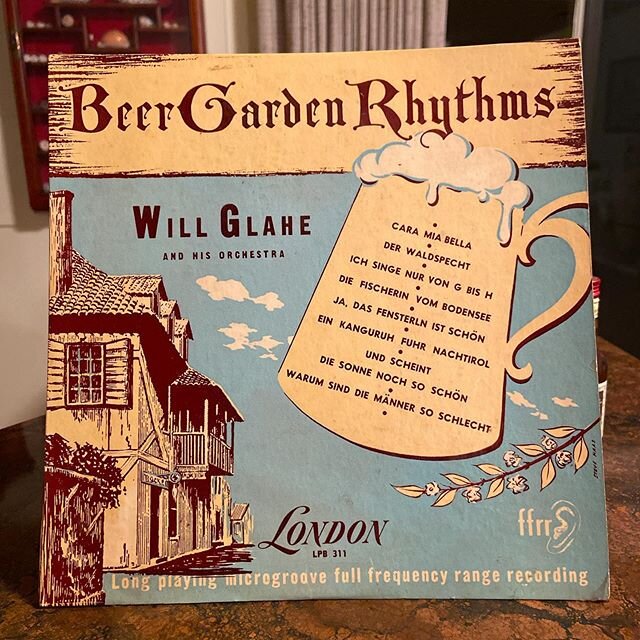 Beer Garden Rhythms
WILL GLAHE
AND HIS ORCHESTRA
CARA MIA BELLA
DER WALDSPECHT
ICH SINGE NUR VON G BIS H
DIE FISCHERIN VOM BODENSEE
JA, DAS FENSTERLN IST SCHÖN
EIN KANGURUH FUHR NACHTIROL
UND SCHEINT
DIE SONNE NOCH SO SCHÖN
WARUM SIND DIE MÄNNER SO SCHLECHT
LONDON
LPB 311
ffrr
Long playing microgroove full frequency range recording